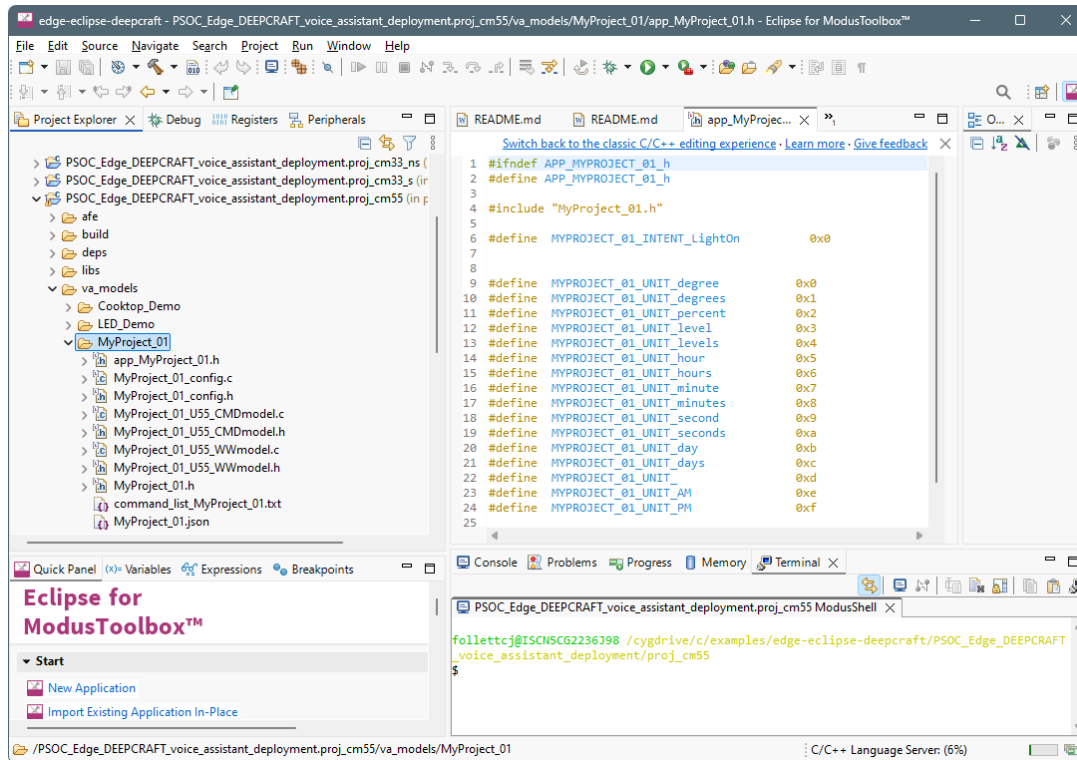 edge-eclipse-deepcraft - PSOC_Edge_DEEPCRAFT_voice_assistant_deployment.proj_cm55/va_models/MyProject_01/app_MyProject_01.h - Eclipse for ModusToolbox™
File Edit Source Navigate Search Project Run Window Help
Project Explorer Debug Registers Peripherals
PSOC_Edge_DEEPCRAFT_voice_assistant_deployment.proj_cm33_ns (
PSOC_Edge_DEEPCRAFT_voice_assistant_deployment.proj_cm33_s (in
PSOC_Edge_DEEPCRAFT_voice_assistant_deployment.proj_cm55 (in p
afe
build
deps
libs
va_models
Cooktop_Demo
LED_Demo
MyProject_01
app_MyProject_01.h
MyProject_01_config.c
MyProject_01_config.h
MyProject_01_U55_CMDmodel.c
MyProject_01_U55_CMDmodel.h
MyProject_01_U55_WWmodel.c
MyProject_01_U55_WWmodel.h
MyProject_01.h
command_list_MyProject_01.txt
MyProject_01.json
README.md README.md app_MyProjec... »1
Switch back to the classic C/C++ editing experience · Learn more · Give feedback
1 #ifndef APP_MYPROJECT_01_h
2 #define APP_MYPROJECT_01_h
3
4 #include "MyProject_01.h"
5
6 #define MYPROJECT_01_INTENT_LightOn 0x0
7
8
9 #define MYPROJECT_01_UNIT_degree 0x0
10 #define MYPROJECT_01_UNIT_degrees 0x1
11 #define MYPROJECT_01_UNIT_percent 0x2
12 #define MYPROJECT_01_UNIT_level 0x3
13 #define MYPROJECT_01_UNIT_levels 0x4
14 #define MYPROJECT_01_UNIT_hour 0x5
15 #define MYPROJECT_01_UNIT_hours 0x6
16 #define MYPROJECT_01_UNIT_minute 0x7
17 #define MYPROJECT_01_UNIT_minutes 0x8
18 #define MYPROJECT_01_UNIT_second 0x9
19 #define MYPROJECT_01_UNIT_seconds 0xa
20 #define MYPROJECT_01_UNIT_day 0xb
21 #define MYPROJECT_01_UNIT_days 0xc
22 #define MYPROJECT_01_UNIT_ 0xd
23 #define MYPROJECT_01_UNIT_AM 0xe
24 #define MYPROJECT_01_UNIT_PM 0xf
25
O...
Quick Panel (x)= Variables Expressions Breakpoints
Eclipse for
ModusToolbox™
Start
New Application
Import Existing Application In-Place
Console Problems Progress Memory Terminal
PSOC_Edge_DEEPCRAFT_voice_assistant_deployment.proj_cm55 ModusShell
follettcj@ISCN5CG2236J98 /cygdrive/c/examples/edge-eclipse-deepcraft/PSOC_Edge_DEEPCRAFT
_voice_assistant_deployment/proj_cm55
$
/PSOC_Edge_DEEPCRAFT_voice_assistant_deployment.proj_cm55/va_models/MyProject_01
C/C++ Language Server: (6%)